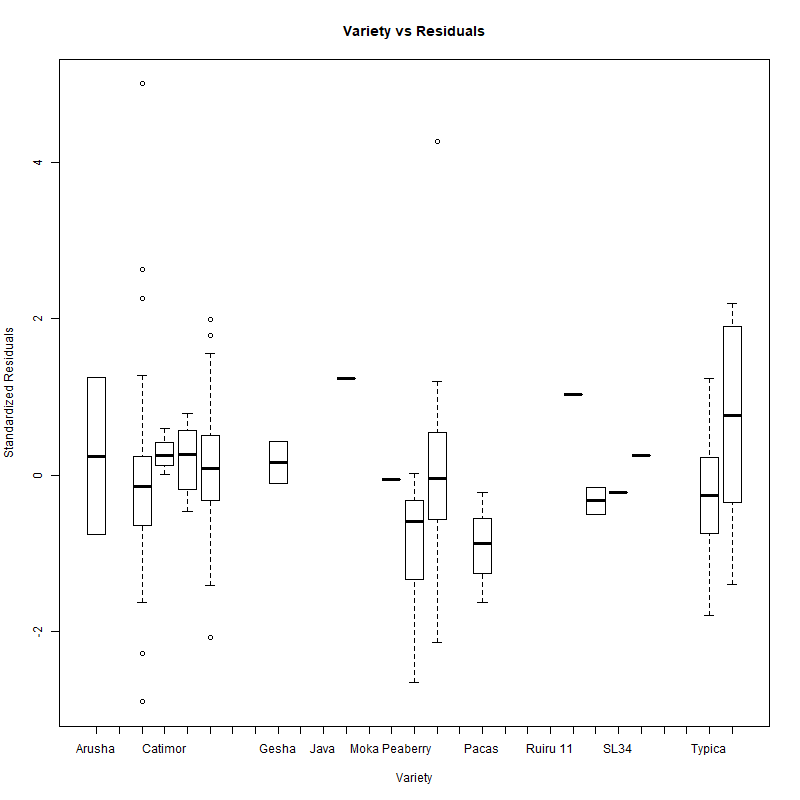 Variety vs Residuals
Standardized Residuals
4
2
0
-2
Arusha Catimor Gesha Java Moka Peaberry Pacas Ruiru 11 SL34 Typica
Variety